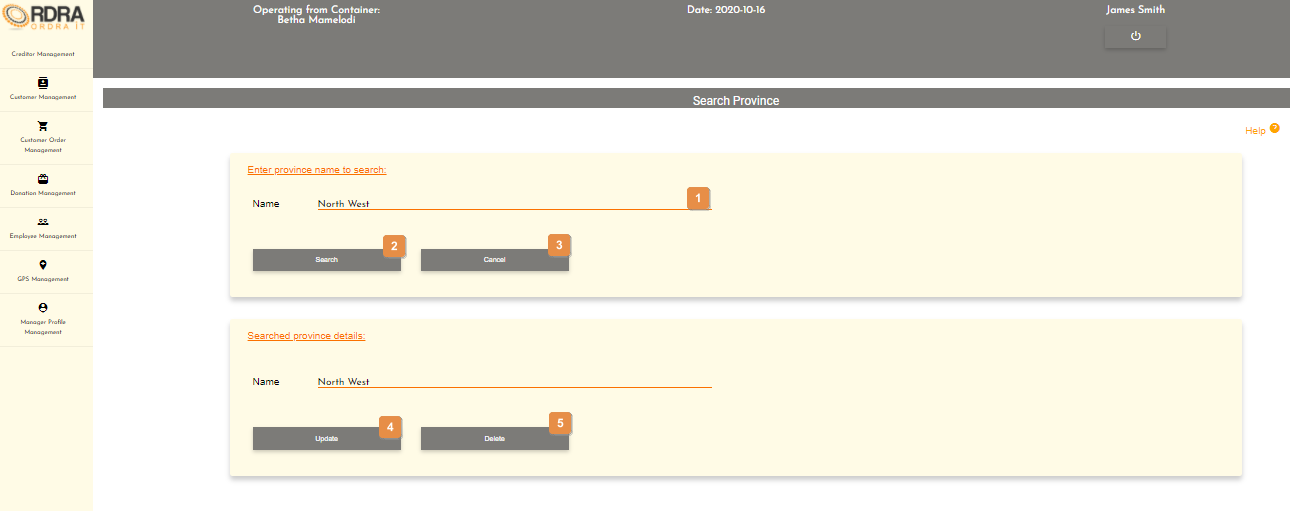 RDRA
ORDRA IT
Operating from Container:
Betha Mamelodi
Date: 2020-10-16
James Smith
Creditor Management
Customer Management
Customer Order
Management
Donation Management
Employee Management
GPS Management
Manager Profile
Management
Search Province
Help ?
Enter province name to search:
Name North West 1
2 3
Search Cancel
Searched province details:
Name North West
4 5
Update Delete